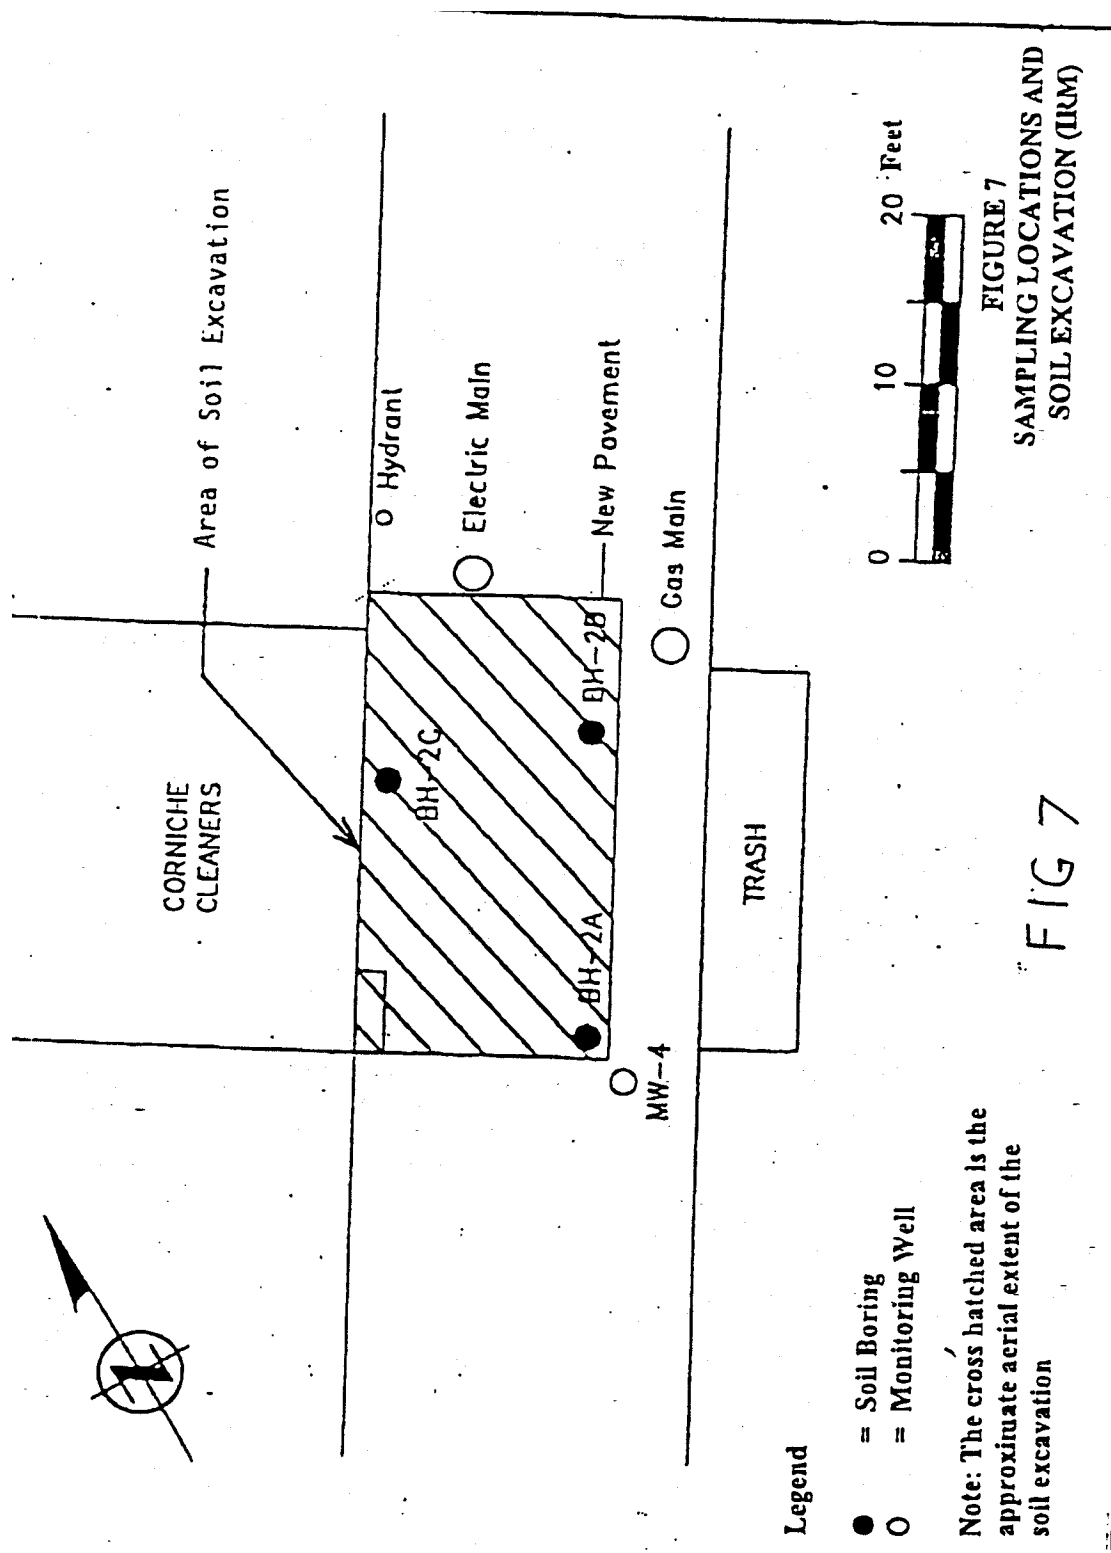 CORNICHE
CLEANERS
Area of Soil Excavation
Hydrant
Electric Main
New Pavement
Gas Main
BH-2C
BH-2B
BH-2A
MW-4
TRASH
N
Legend
= Soil Boring
= Monitoring Well
Note: The cross hatched area is the
approximate aerial extent of the
soil excavation
0 10 20 Feet
FIGURE 7
SAMPLING LOCATIONS AND
SOIL EXCAVATION (IRM)
FIG 7